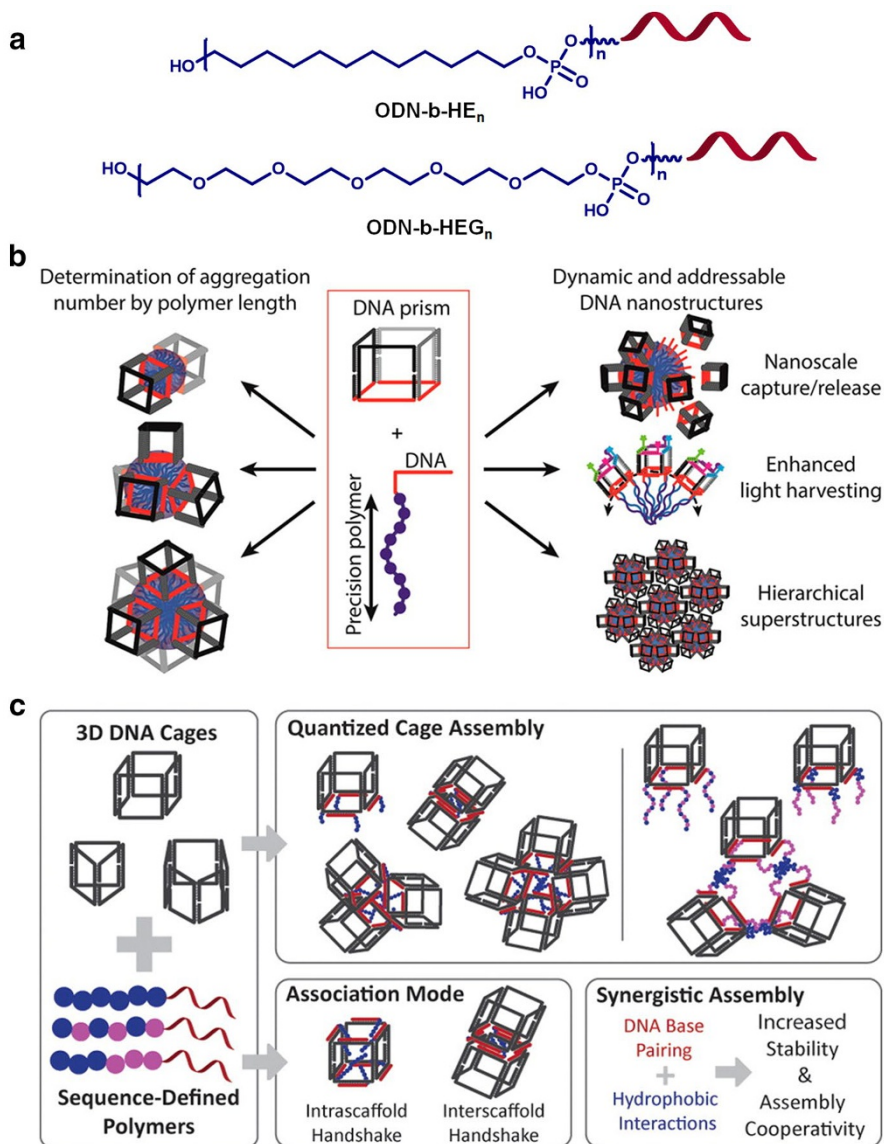 a
HO
O
O
n
P
O
HO
ODN-b-HEn
HO
O
O
O
O
O
O
n
P
O
HO
ODN-b-HEGn
b
Determination of aggregation
number by polymer length
DNA prism
+
DNA
Precision polymer
Dynamic and addressable
DNA nanostructures
Nanoscale
capture/release
Enhanced
light harvesting
Hierarchical
superstructures
c
3D DNA Cages
Sequence-Defined
Polymers
Quantized Cage Assembly
Association Mode
Intrascaffold
Handshake
Interscaffold
Handshake
Synergistic Assembly
DNA Base
Pairing
+
Hydrophobic
Interactions
Increased
Stability
&
Assembly
Cooperativity